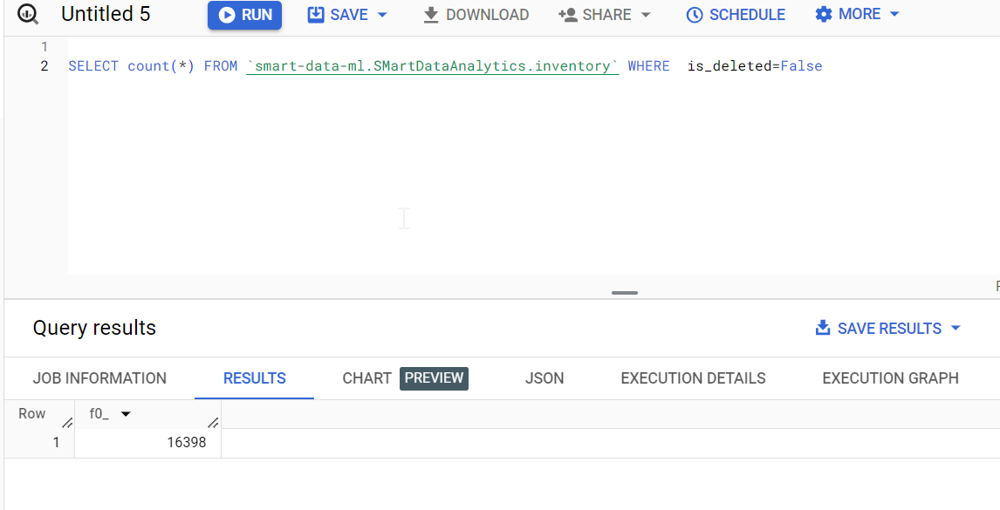 Untitled 5 RUN SAVE DOWNLOAD SHARE SCHEDULE MORE
1
2 SELECT count(*) FROM `smart-data-ml.SMartDataAnalytics.inventory` WHERE  is_deleted=False
Query results SAVE RESULTS
JOB INFORMATION RESULTS CHART PREVIEW JSON EXECUTION DETAILS EXECUTION GRAPH
Row f0_
1 16398